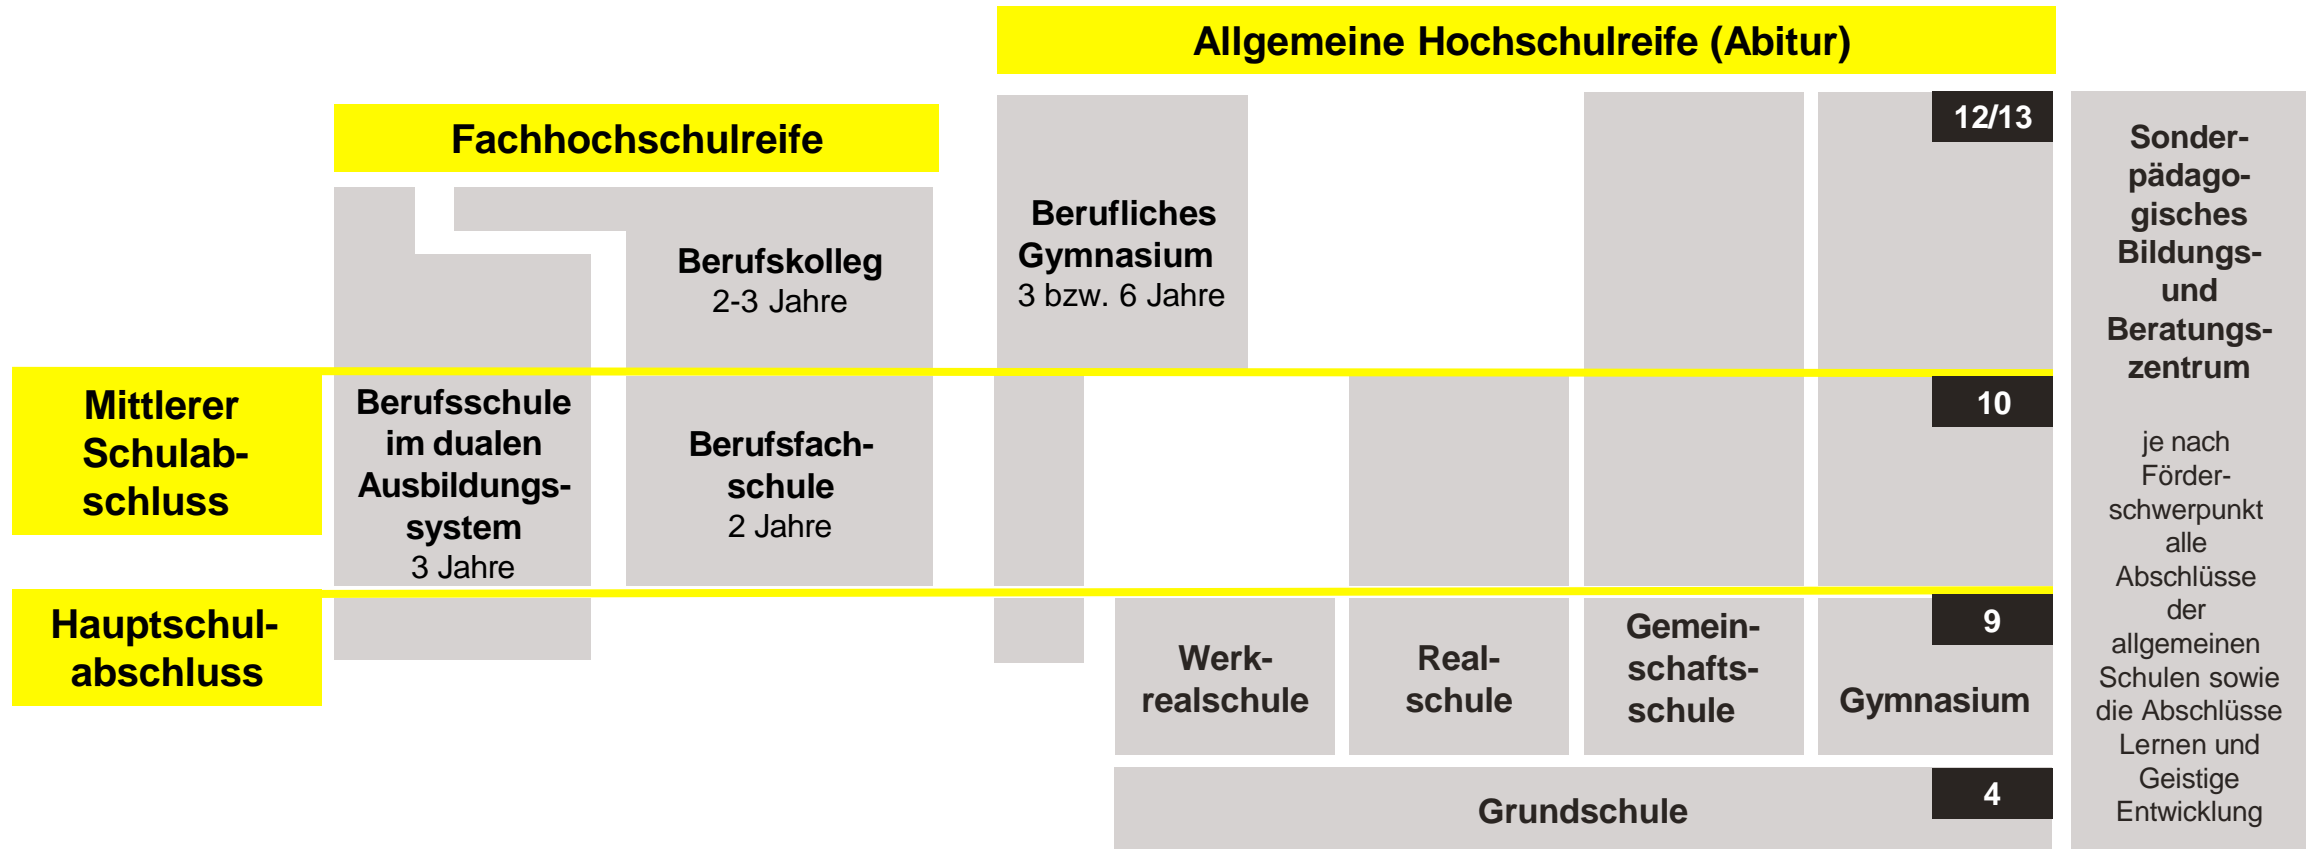 Allgemeine Hochschulreife (Abitur)
Fachhochschulreife
12/13
Berufliches
Gymnasium
3 bzw. 6 Jahre
Berufskolleg
2-3 Jahre
Mittlerer
Schulab-
schluss
Berufsschule
im dualen
Ausbildungs-
system
3 Jahre
Berufsfach-
schule
2 Jahre
10
Hauptschul-
abschluss
9
Werk-
realschule
Real-
schule
Gemein-
schafts-
schule
Gymnasium
Grundschule
4
Sonder-
pädago-
gisches
Bildungs-
und
Beratungs-
zentrum
je nach
Förder-
schwerpunkt
alle
Abschlüsse
der
allgemeinen
Schulen sowie
die Abschlüsse
Lernen und
Geistige
Entwicklung